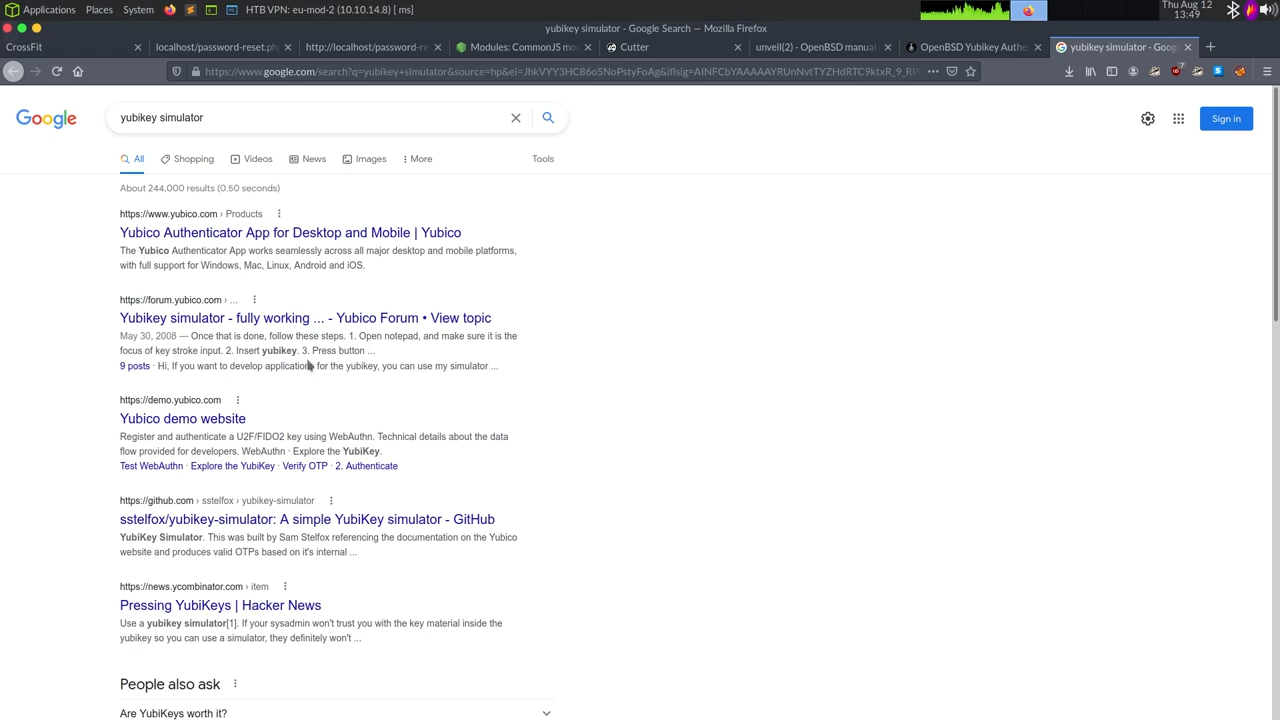 Applications Places System HTB VPN: eu-mod-2 (10.10.14.8) [ms] Thu Aug 12
13:49
yubikey simulator - Google Search — Mozilla Firefox
CrossFit localhost/password-reset.php http://localhost/password-re Modules: CommonJS mo Cutter unveil(2) - OpenBSD manual OpenBSD Yubikey Authe yubikey simulator - Goog
https://www.google.com/search?q=yubikey+simulator&source=hp&ei=JhkVYY3HC86o5NoPstyFoAg&iflsig=AINFCbYAAAAAYRUnNvtTYZHdRTC9ktxR_9_RP
Google yubikey simulator Sign in
All Shopping Videos News Images More Tools
About 244,000 results (0.50 seconds)
https://www.yubico.com › Products
Yubico Authenticator App for Desktop and Mobile | Yubico
The Yubico Authenticator App works seamlessly across all major desktop and mobile platforms,
with full support for Windows, Mac, Linux, Android and iOS.
https://forum.yubico.com › ...
Yubikey simulator - fully working ... - Yubico Forum • View topic
May 30, 2008 — Once that is done, follow these steps. 1. Open notepad, and make sure it is the
focus of key stroke input. 2. Insert yubikey. 3. Press button ...
9 posts · Hi, If you want to develop applications for the yubikey, you can use my simulator ...
https://demo.yubico.com
Yubico demo website
Register and authenticate a U2F/FIDO2 key using WebAuthn. Technical details about the data
flow provided for developers. WebAuthn · Explore the YubiKey.
Test WebAuthn · Explore the YubiKey · Verify OTP · 2. Authenticate
https://github.com › sstelfox › yubikey-simulator
sstelfox/yubikey-simulator: A simple YubiKey simulator - GitHub
YubiKey Simulator. This was built by Sam Stelfox referencing the documentation on the Yubico
website and produces valid OTPs based on it's internal ...
https://news.ycombinator.com › item
Pressing YubiKeys | Hacker News
Use a yubikey simulator[1]. If your sysadmin won't trust you with the key material inside the
yubikey so you can use a simulator, they definitely won't ...
People also ask
Are YubiKeys worth it?